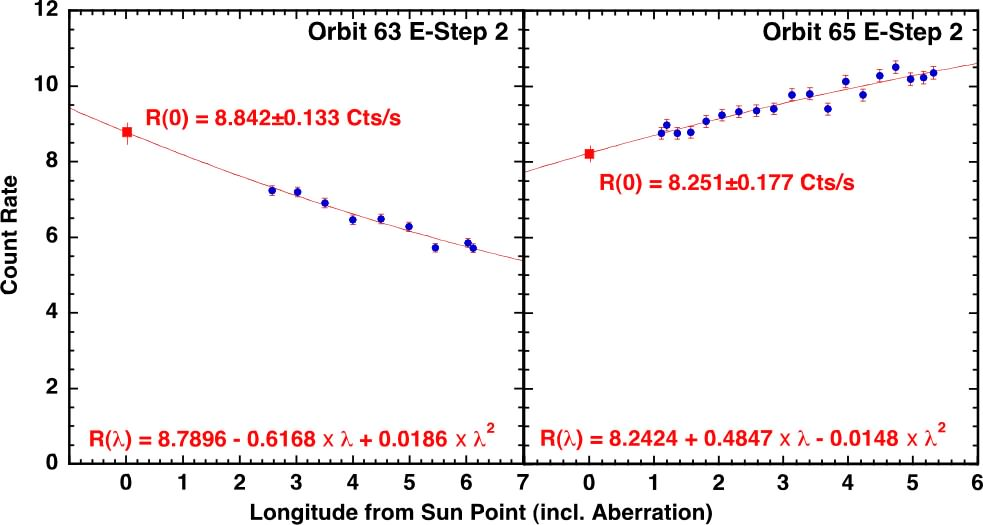 Orbit 63 E-Step 2
Orbit 65 E-Step 2
12
10
8
6
4
2
0
Count Rate
R(0) = 8.842±0.133 Cts/s
R(0) = 8.251±0.177 Cts/s
R(λ) = 8.7896 - 0.6168 x λ + 0.0186 x λ²
R(λ) = 8.2424 + 0.4847 x λ - 0.0148 x λ²
0 1 2 3 4 5 6 7
0 1 2 3 4 5 6
Longitude from Sun Point (incl. Aberration)